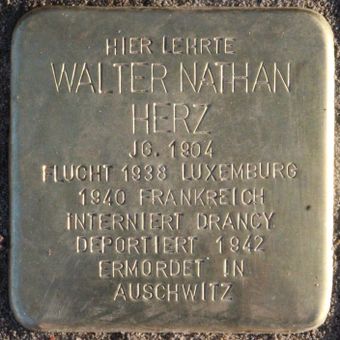 HIER LEHRTE
WALTER NATHAN
HERZ
JG. 1904
FLUCHT 1938 LUXEMBURG
1940 FRANKREICH
INTERNIERT DRANCY
DEPORTIERT 1942
ERMORDET IN
AUSCHWITZ